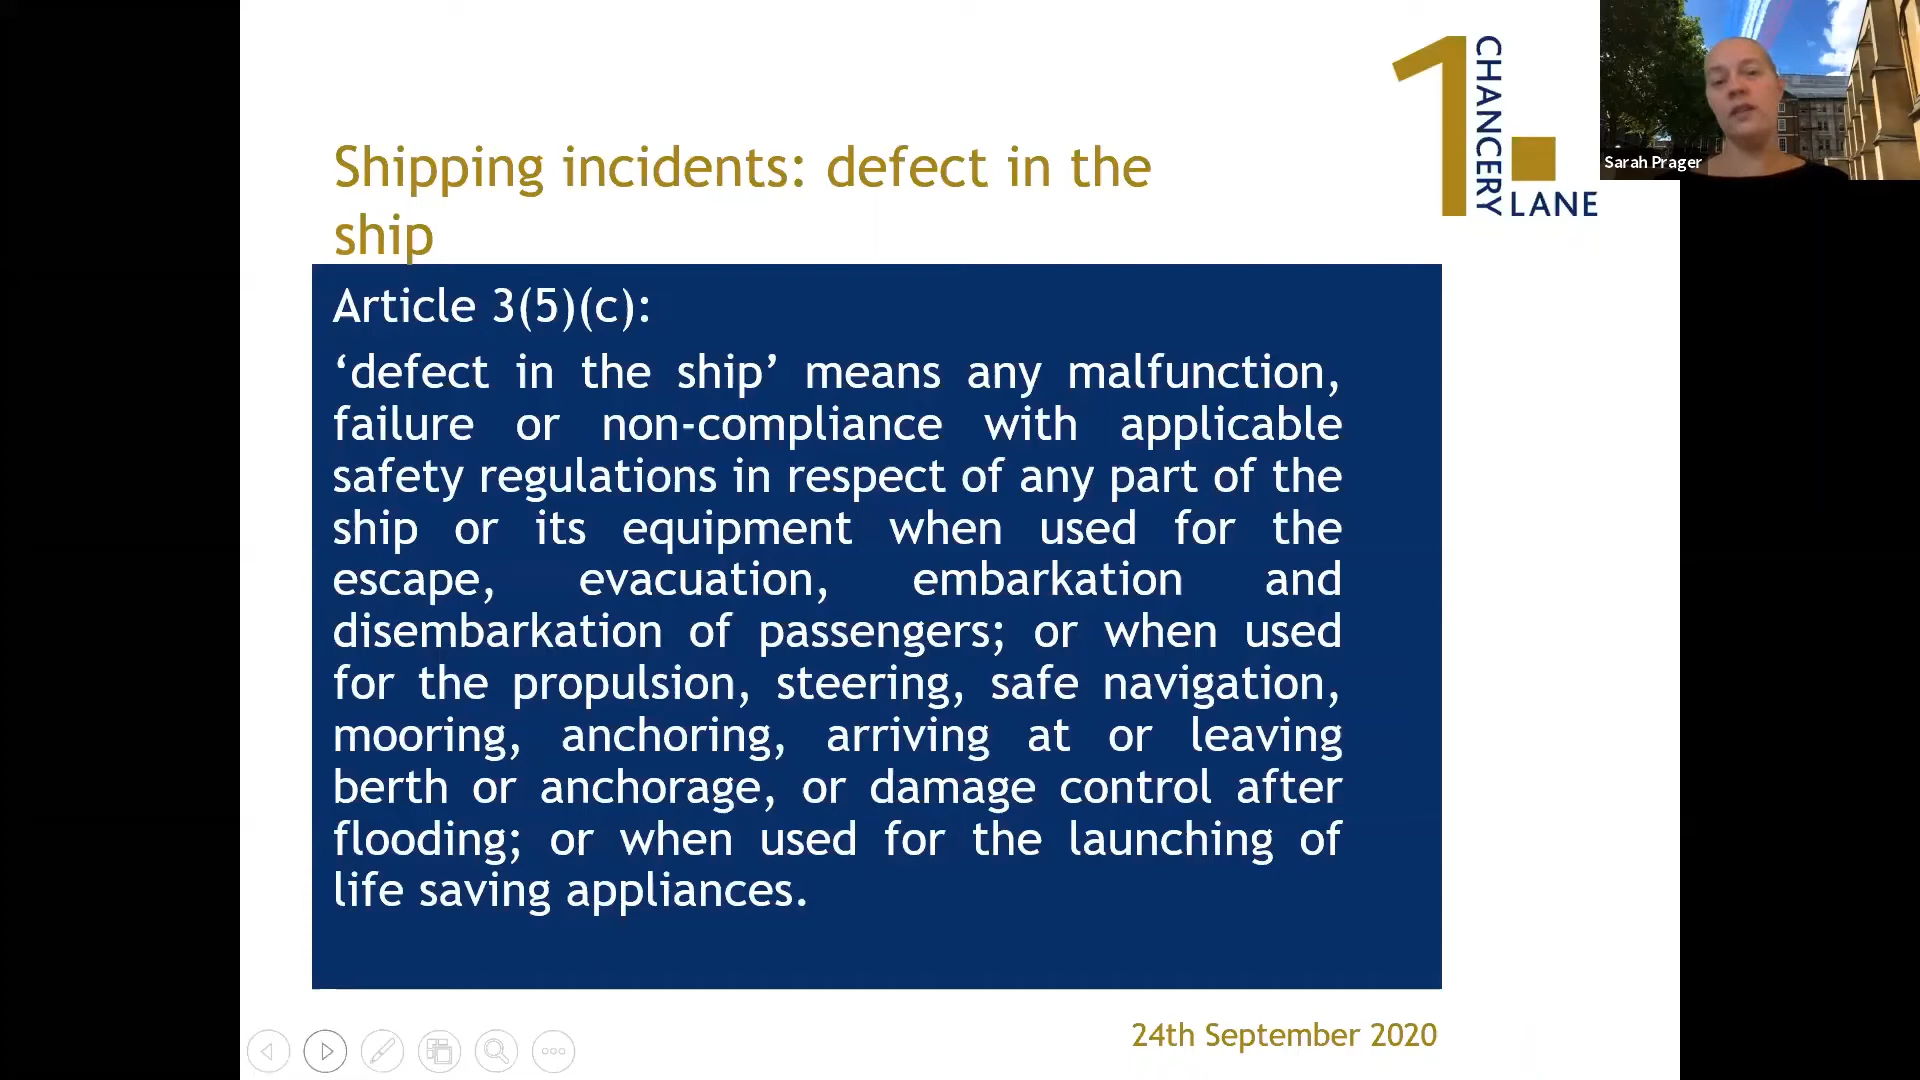 1 CHANCERY LANE
Sarah Prager
Shipping incidents: defect in the
ship
Article 3(5)(c):
‘defect in the ship’ means any malfunction,
failure or non-compliance with applicable
safety regulations in respect of any part of the
ship or its equipment when used for the
escape, evacuation, embarkation and
disembarkation of passengers; or when used
for the propulsion, steering, safe navigation,
mooring, anchoring, arriving at or leaving
berth or anchorage, or damage control after
flooding; or when used for the launching of
life saving appliances.
24th September 2020